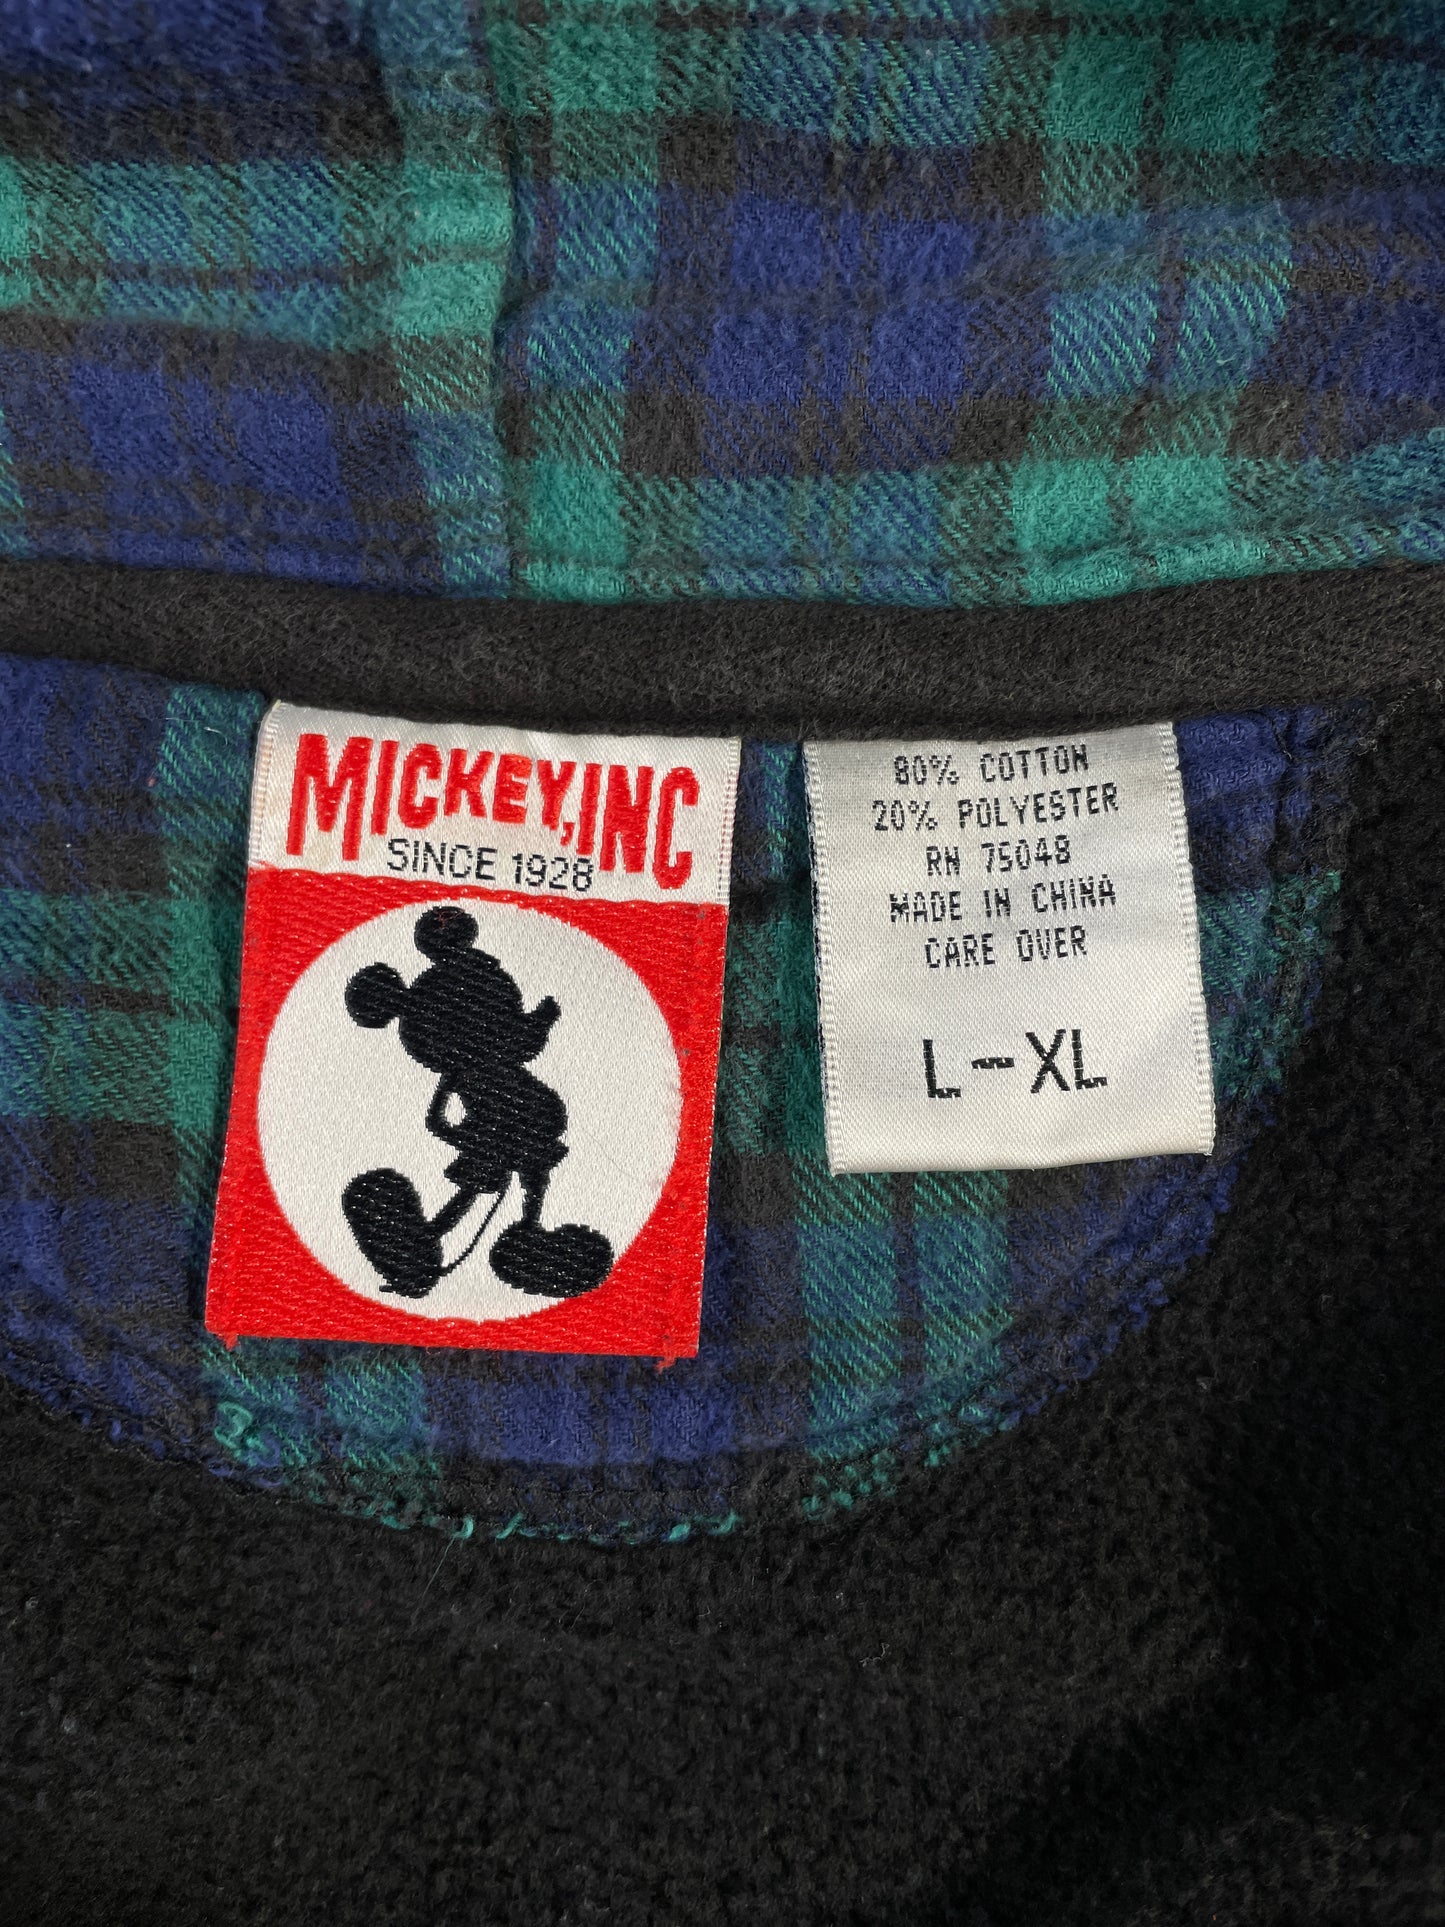 MICKEY,INC
SINCE 1928
80% COTTON
20% POLYESTER
RN 75048
MADE IN CHINA
CARE OVER
L-XL